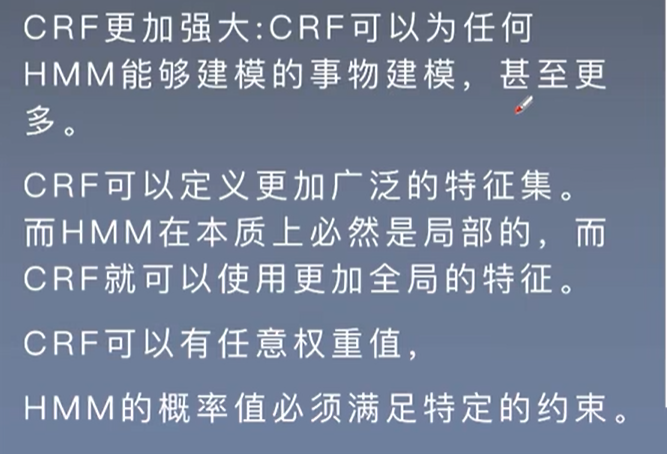 CRF更加强大:CRF可以为任何
HMM能够建模的事物建模，甚至更
多。
CRF可以定义更加广泛的特征集。
而HMM在本质上必然是局部的，而
CRF就可以使用更加全局的特征。
CRF可以有任意权重值，
HMM的概率值必须满足特定的约束。